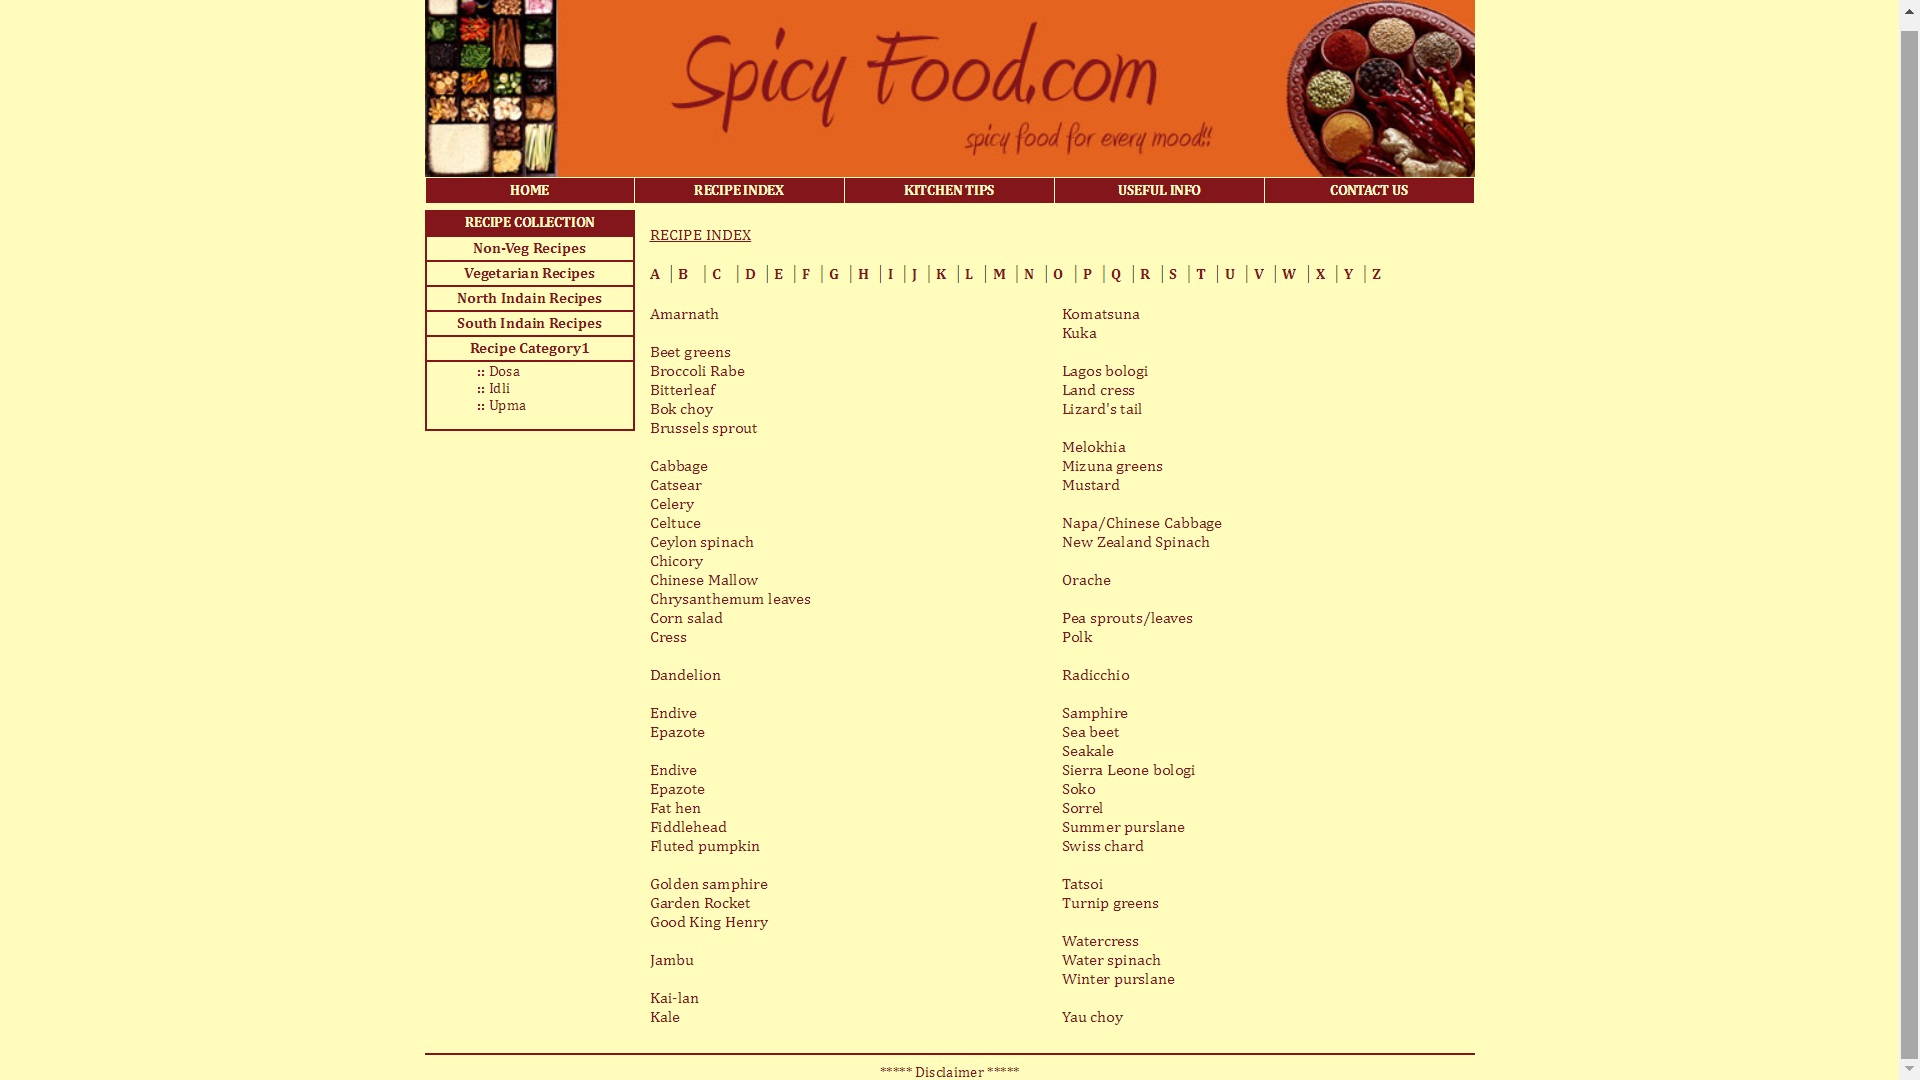 Spicy Food.com
spicy food for every mood!!
HOME RECIPE INDEX KITCHEN TIPS USEFUL INFO CONTACT US
RECIPE COLLECTION
Non-Veg Recipes
Vegetarian Recipes
North Indain Recipes
South Indain Recipes
Recipe Category1
:: Dosa
:: Idli
:: Upma
RECIPE INDEX
A | B | C | D | E | F | G | H | I | J | K | L | M | N | O | P | Q | R | S | T | U | V | W | X | Y | Z
Amarnath
Beet greens
Broccoli Rabe
Bitterleaf
Bok choy
Brussels sprout
Cabbage
Catsear
Celery
Celtuce
Ceylon spinach
Chicory
Chinese Mallow
Chrysanthemum leaves
Corn salad
Cress
Dandelion
Endive
Epazote
Endive
Epazote
Fat hen
Fiddlehead
Fluted pumpkin
Golden samphire
Garden Rocket
Good King Henry
Jambu
Kai-lan
Kale
Komatsuna
Kuka
Lagos bologi
Land cress
Lizard's tail
Melokhia
Mizuna greens
Mustard
Napa/Chinese Cabbage
New Zealand Spinach
Orache
Pea sprouts/leaves
Polk
Radicchio
Samphire
Sea beet
Seakale
Sierra Leone bologi
Soko
Sorrel
Summer purslane
Swiss chard
Tatsoi
Turnip greens
Watercress
Water spinach
Winter purslane
Yau choy
***** Disclaimer *****